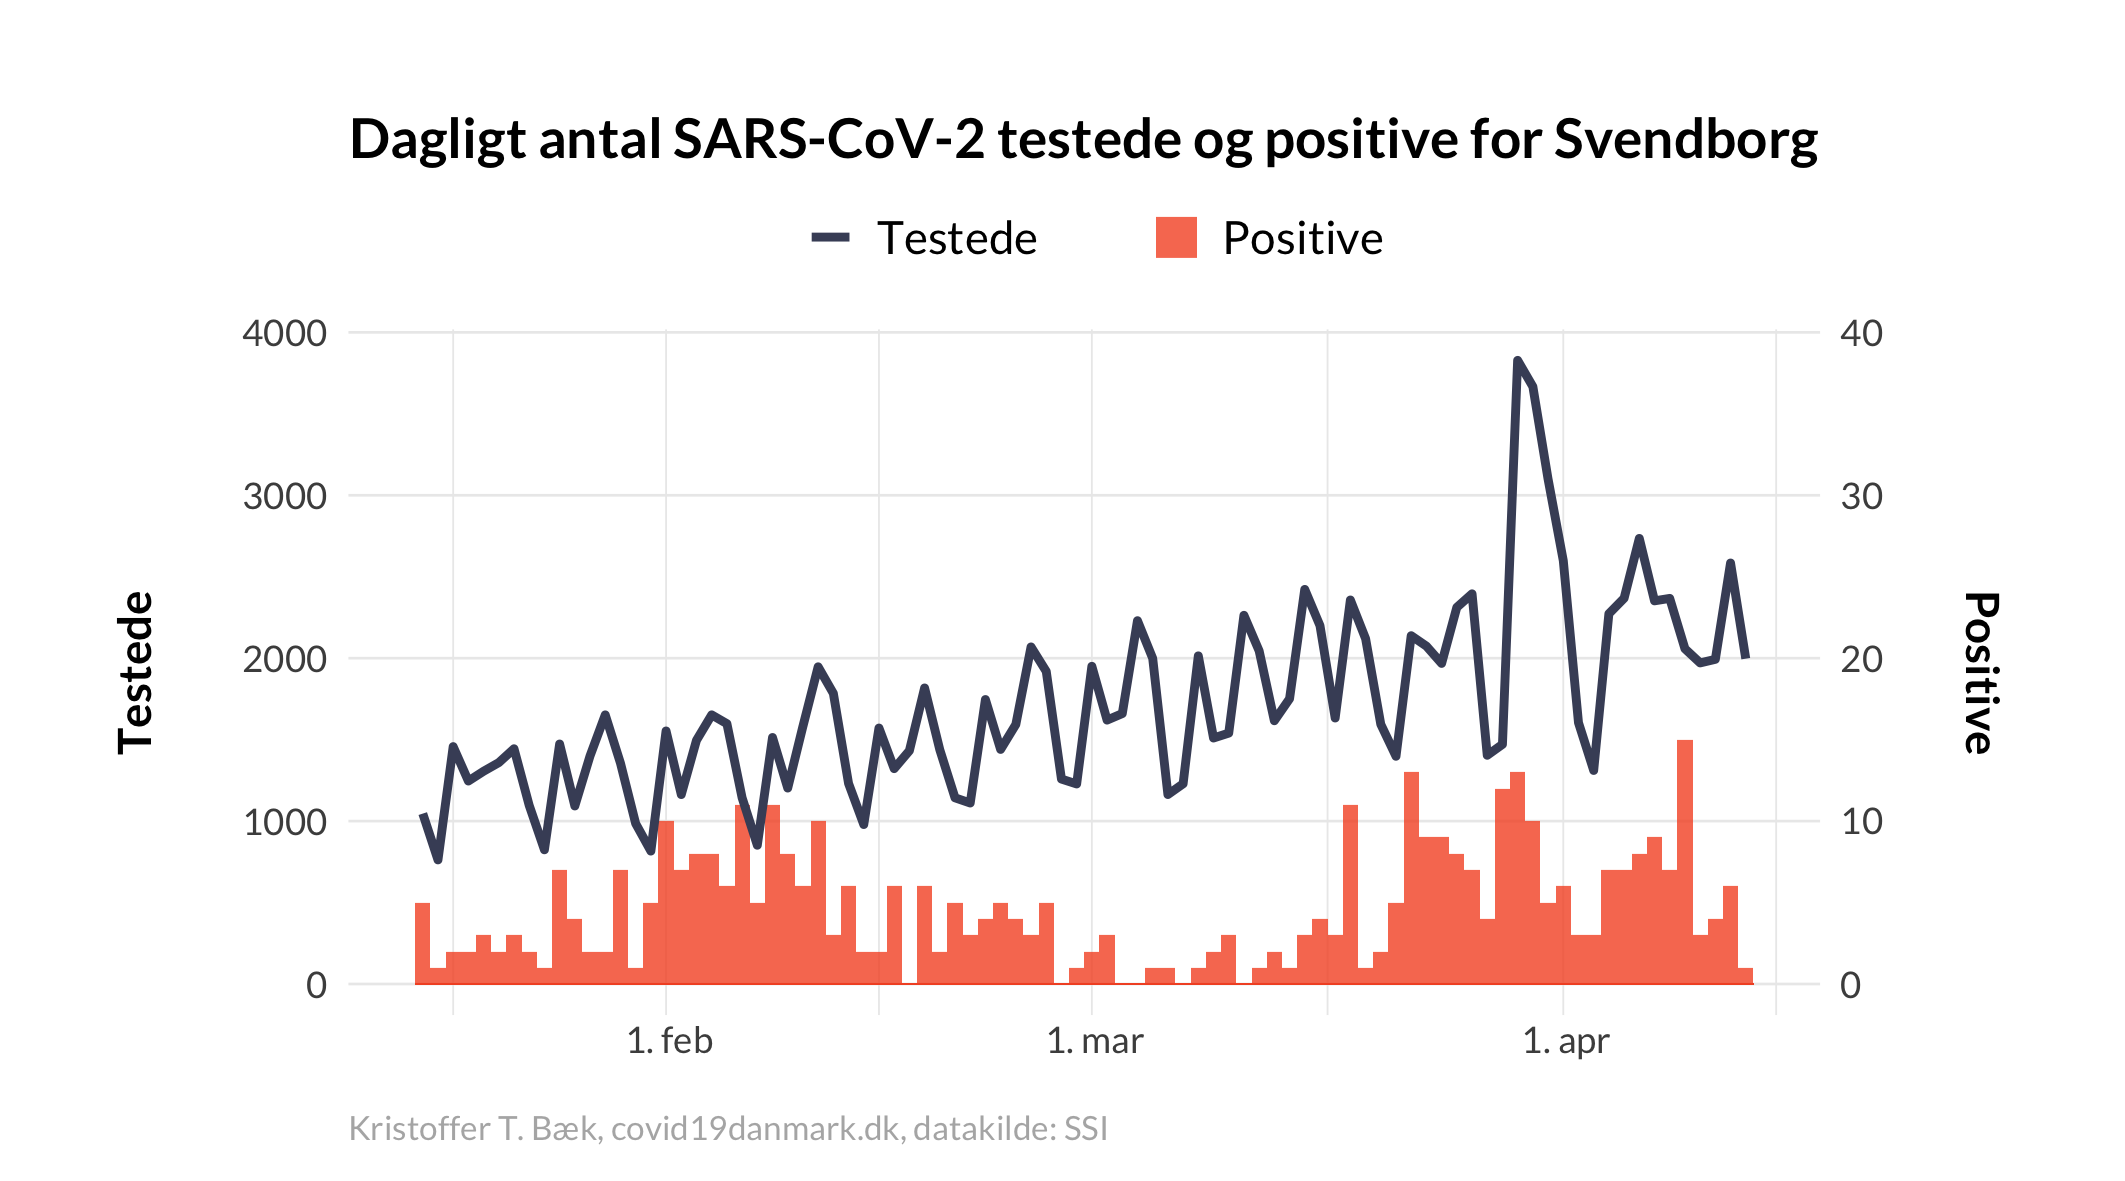 Dagligt antal SARS-CoV-2 testede og positive for Svendborg
Testede
Positive
4000
3000
2000
1000
0
40
30
20
10
0
Testede
Positive
1. feb
1. mar
1. apr
Kristoffer T. Bæk, covid19danmark.dk, datakilde: SSI